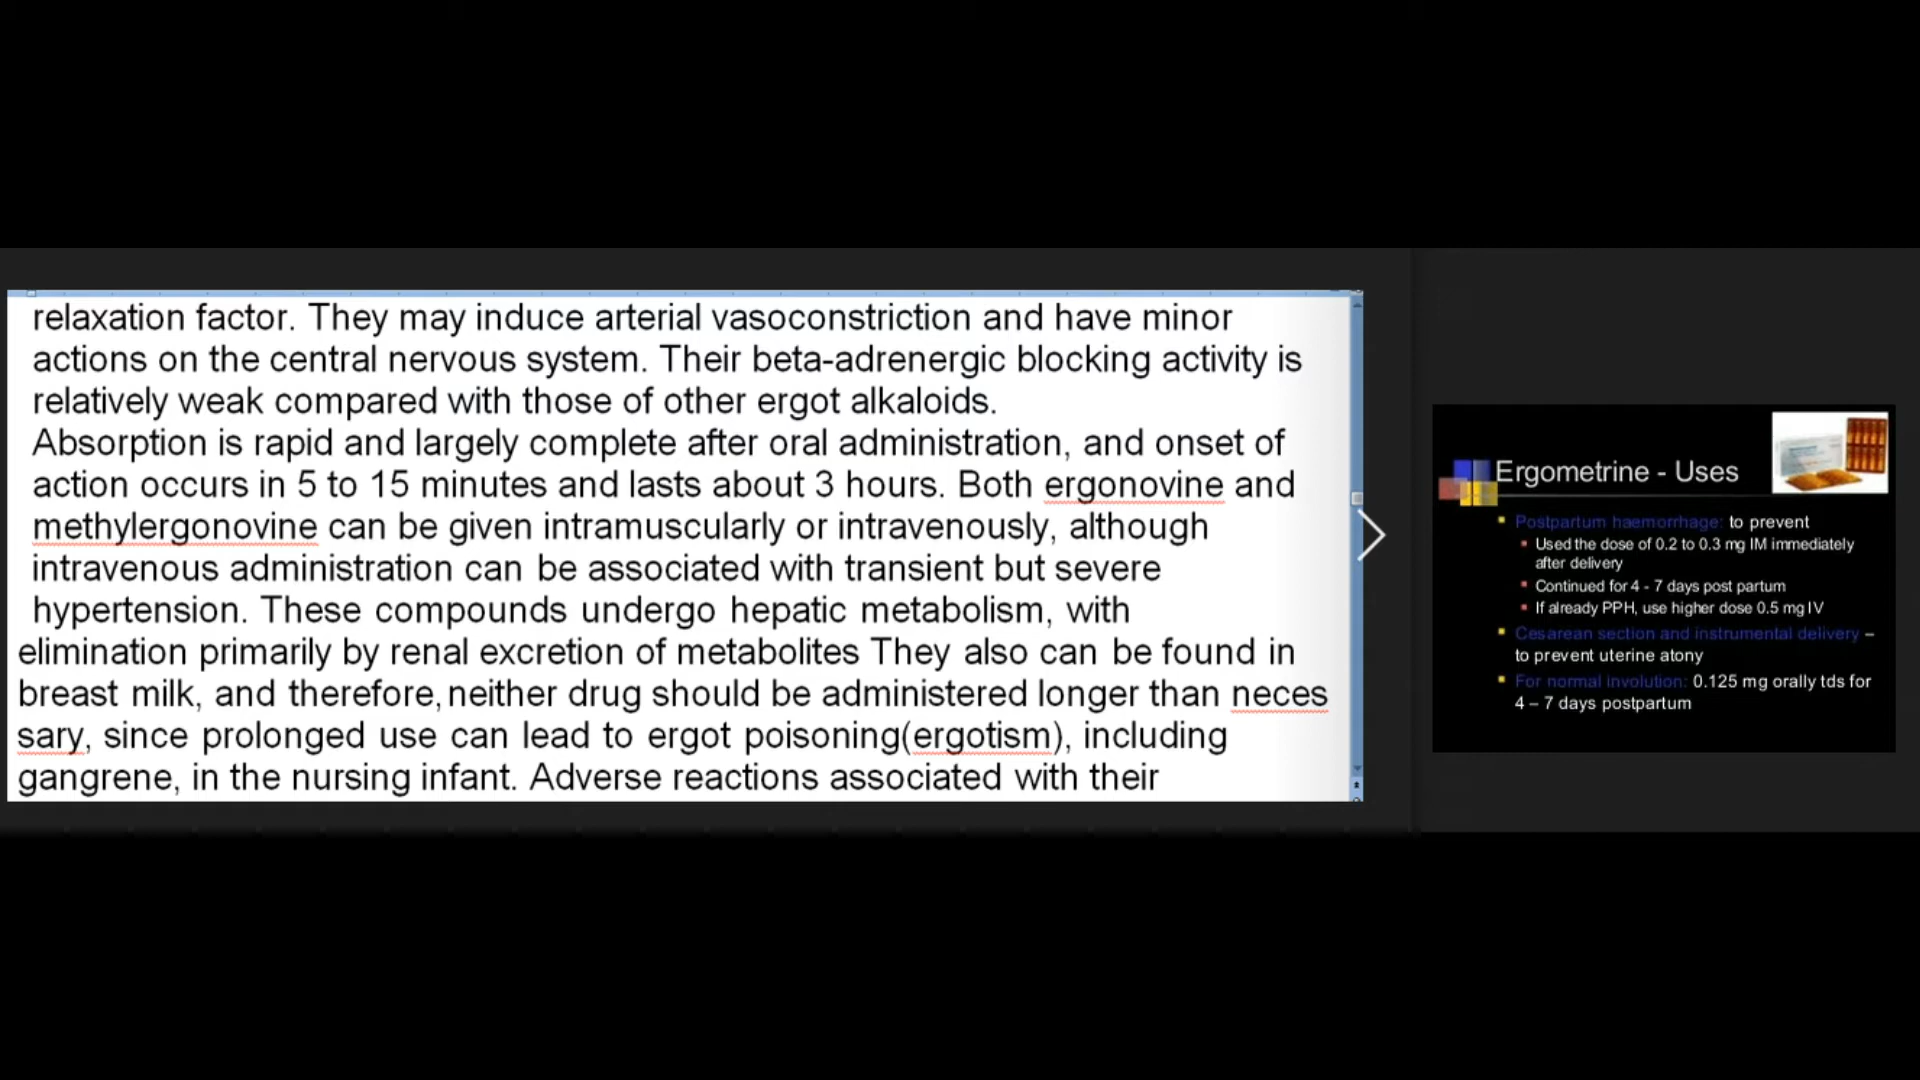 relaxation factor. They may induce arterial vasoconstriction and have minor
actions on the central nervous system. Their beta-adrenergic blocking activity is
relatively weak compared with those of other ergot alkaloids.
Absorption is rapid and largely complete after oral administration, and onset of
action occurs in 5 to 15 minutes and lasts about 3 hours. Both ergonovine and
methylergonovine can be given intramuscularly or intravenously, although
intravenous administration can be associated with transient but severe
hypertension. These compounds undergo hepatic metabolism, with
elimination primarily by renal excretion of metabolites They also can be found in
breast milk, and therefore, neither drug should be administered longer than neces
sary, since prolonged use can lead to ergot poisoning(ergotism), including
gangrene, in the nursing infant. Adverse reactions associated with their
Ergometrine - Uses
Postpartum haemorrhage: to prevent
Used the dose of 0.2 to 0.3 mg IM immediately
after delivery
Continued for 4 - 7 days post partum
If already PPH, use higher dose 0.5 mg IV
Cesarean section and instrumental delivery –
to prevent uterine atony
For normal involution: 0.125 mg orally tds for
4 – 7 days postpartum